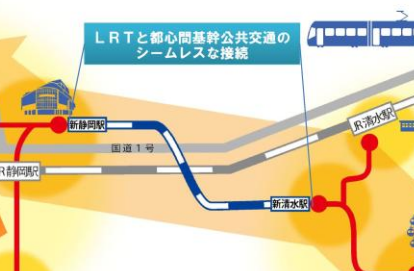 LRTと都心間基幹公共交通の
シームレスな接続
新静岡駅
国道1号
JR清水駅
R静岡駅
新清水駅